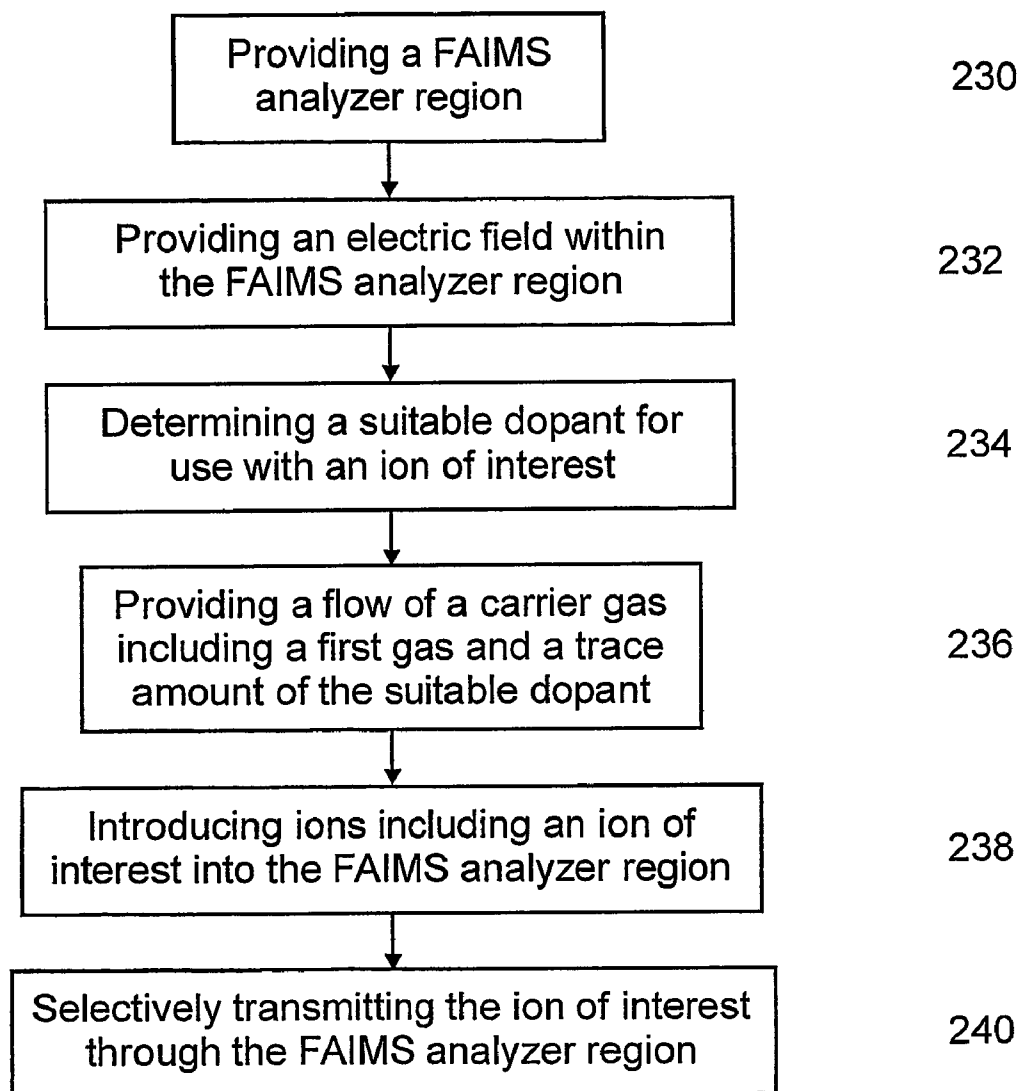 Providing a FAIMS
analyzer region
230
Providing an electric field within
the FAIMS analyzer region
232
Determining a suitable dopant for
use with an ion of interest
234
Providing a flow of a carrier gas
including a first gas and a trace
amount of the suitable dopant
236
Introducing ions including an ion of
interest into the FAIMS analyzer region
238
Selectively transmitting the ion of interest
through the FAIMS analyzer region
240